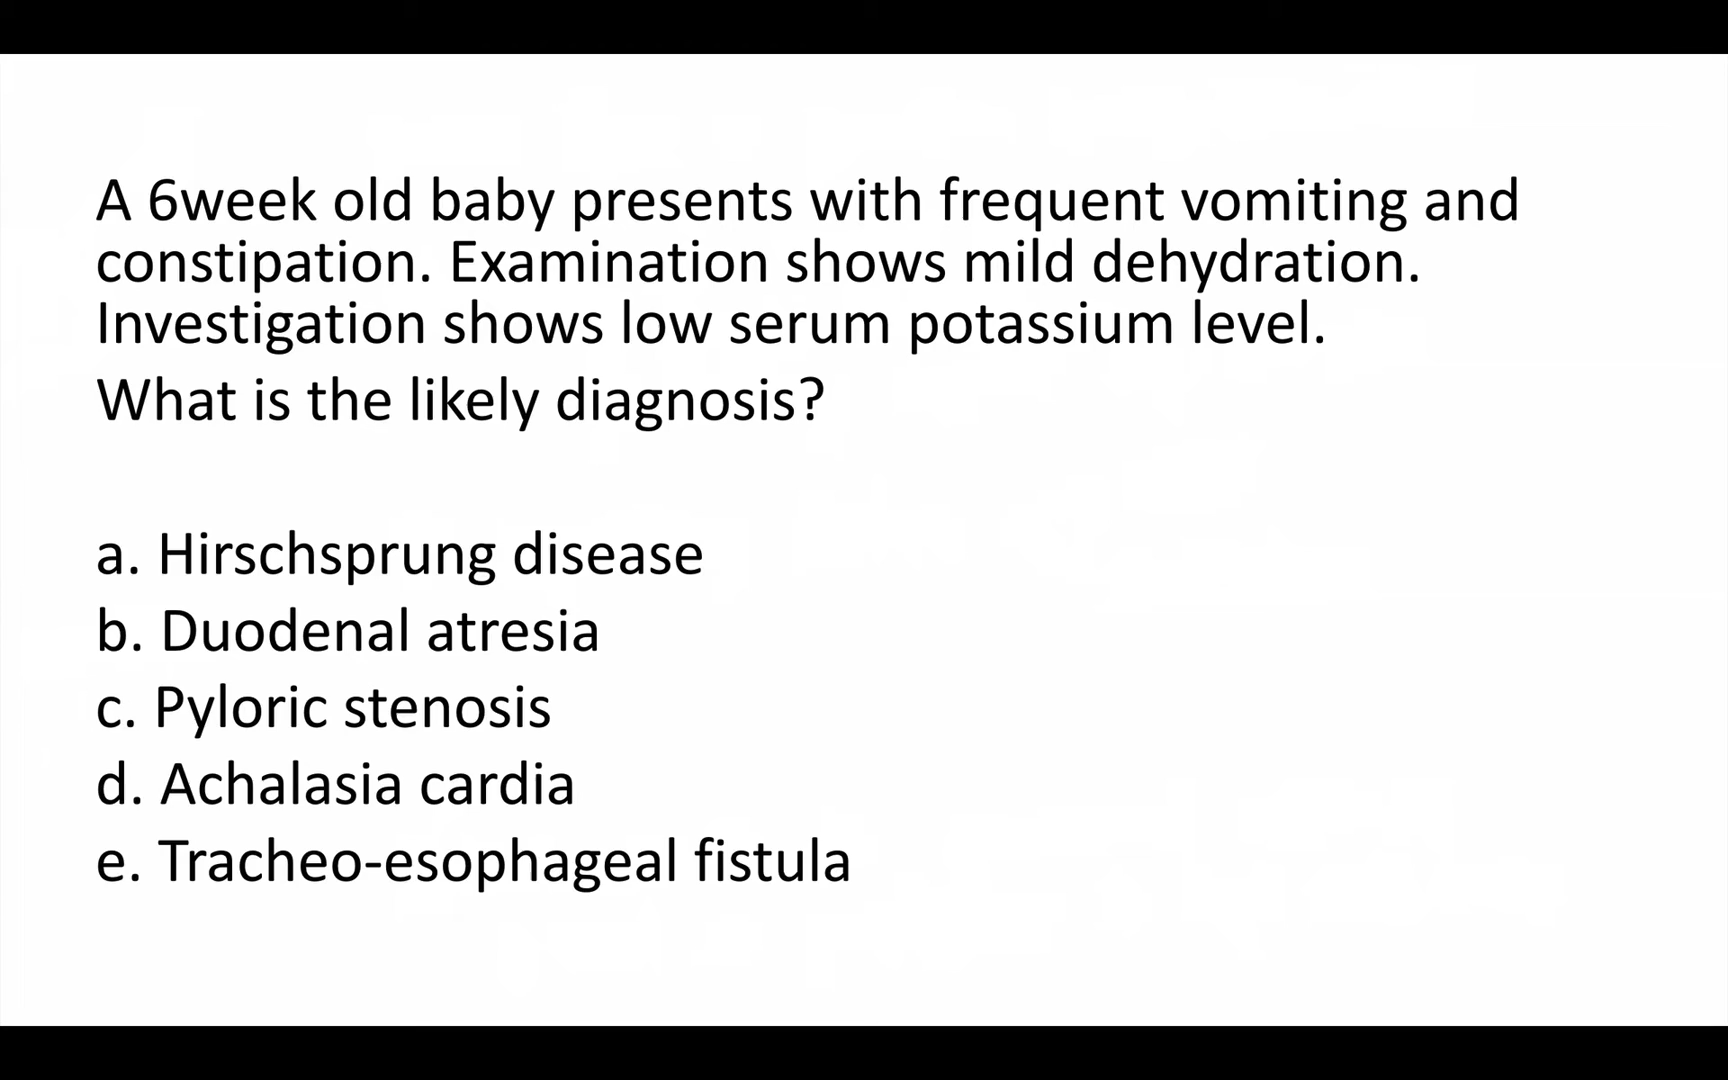 A 6week old baby presents with frequent vomiting and
constipation. Examination shows mild dehydration.
Investigation shows low serum potassium level.
What is the likely diagnosis?
a. Hirschsprung disease
b. Duodenal atresia
c. Pyloric stenosis
d. Achalasia cardia
e. Tracheo-esophageal fistula